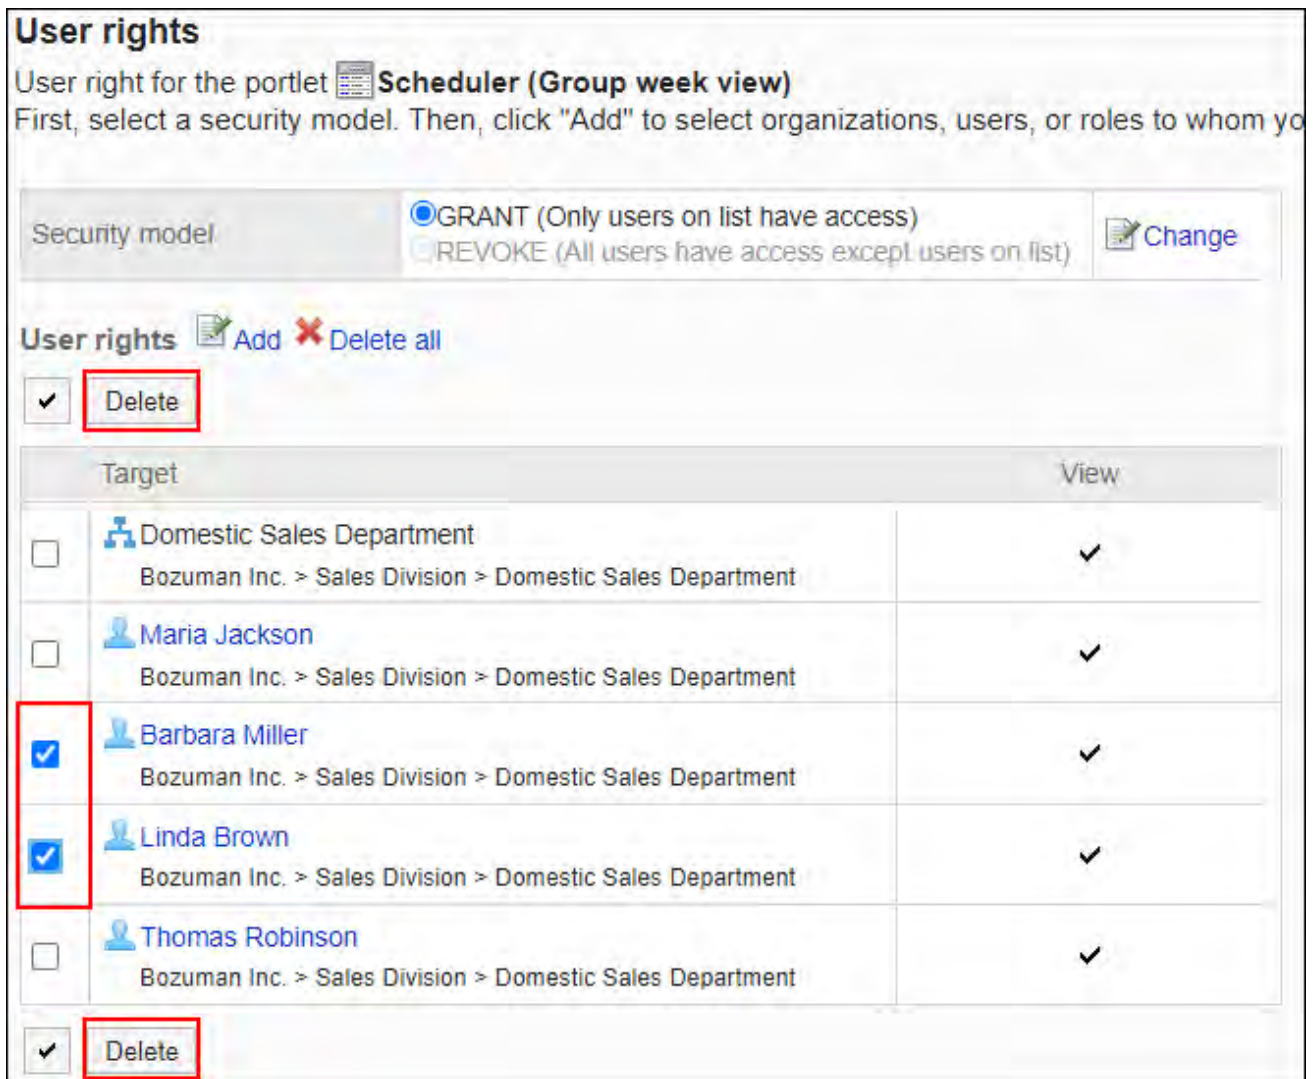 User rights
User right for the portlet Scheduler (Group week view)
First, select a security model. Then, click "Add" to select organizations, users, or roles to whom yo
Security model
GRANT (Only users on list have access)
REVOKE (All users have access except users on list)
Change
User rights Add Delete all
Delete
Target View
Domestic Sales Department
Bozuman Inc. > Sales Division > Domestic Sales Department
Maria Jackson
Bozuman Inc. > Sales Division > Domestic Sales Department
Barbara Miller
Bozuman Inc. > Sales Division > Domestic Sales Department
Linda Brown
Bozuman Inc. > Sales Division > Domestic Sales Department
Thomas Robinson
Bozuman Inc. > Sales Division > Domestic Sales Department
Delete